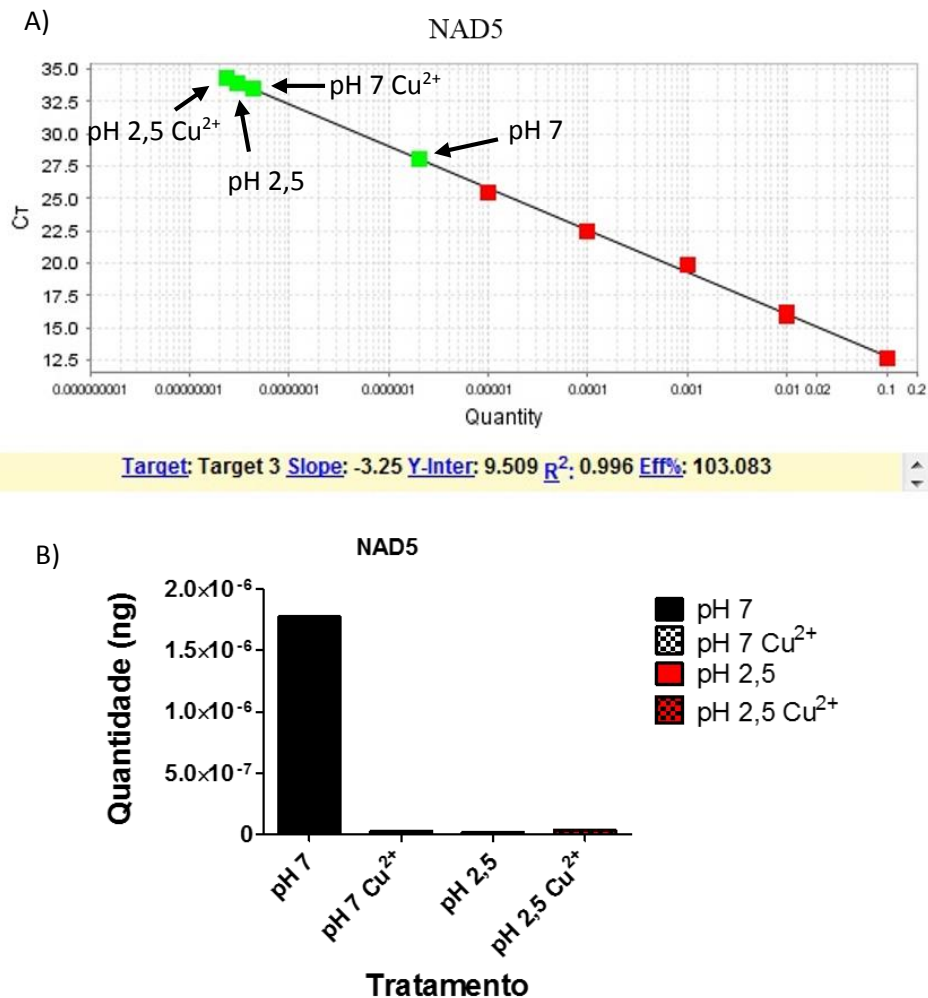 A)
NAD5
35.0
32.5
30.0
27.5
25.0
22.5
20.0
17.5
15.0
12.5
CT
pH 7 Cu²⁺
pH 2,5 Cu²⁺
pH 7
pH 2,5
0.000000001 0.00000001 0.0000001 0.000001 0.00001 0.0001 0.001 0.01 0.02 0.1 0.2
Quantity
Target: Target 3 Slope: -3.25 Y-Inter: 9.509 R²: 0.996 Eff%: 103.083
B)
NAD5
Quantidade (ng)
2.0×10⁻⁶
1.5×10⁻⁶
1.0×10⁻⁶
5.0×10⁻⁷
0
pH 7
pH 7 Cu²⁺
pH 2,5
pH 2,5 Cu²⁺
Tratamento
pH 7
pH 7 Cu²⁺
pH 2,5
pH 2,5 Cu²⁺